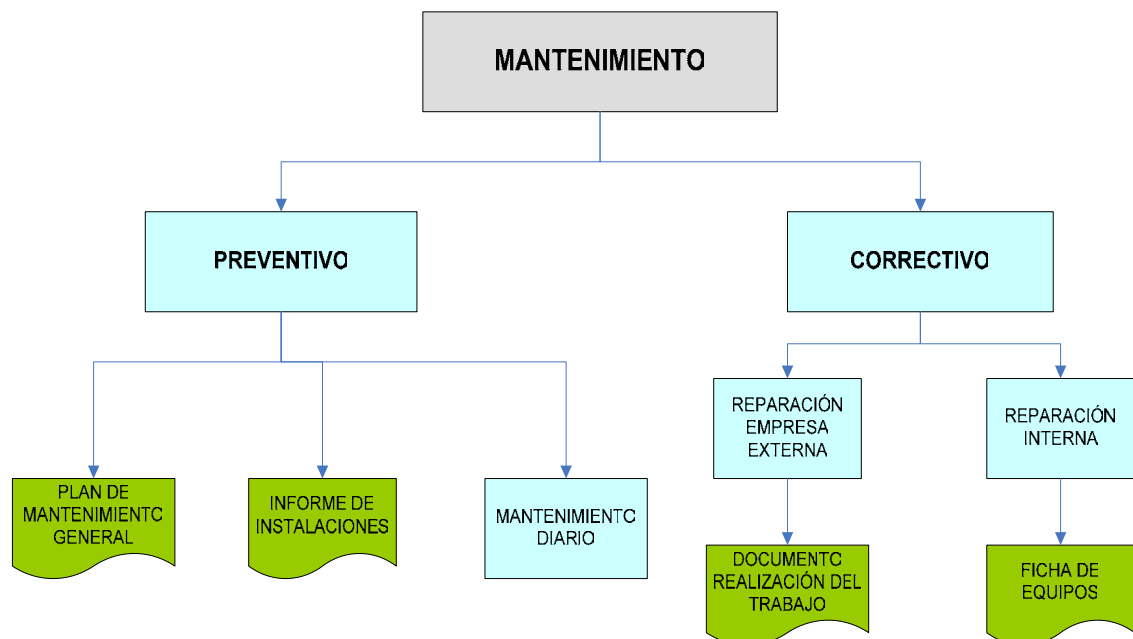 MANTENIMIENTO
PREVENTIVO
CORRECTIVO
REPARACIÓN
EMPRESA
EXTERNA
REPARACIÓN
INTERNA
PLAN DE
MANTENIMIENTO
GENERAL
INFORME DE
INSTALACIONES
MANTENIMIENTO
DIARIO
DOCUMENTO
REALIZACIÓN DEL
TRABAJO
FICHA DE
EQUIPOS